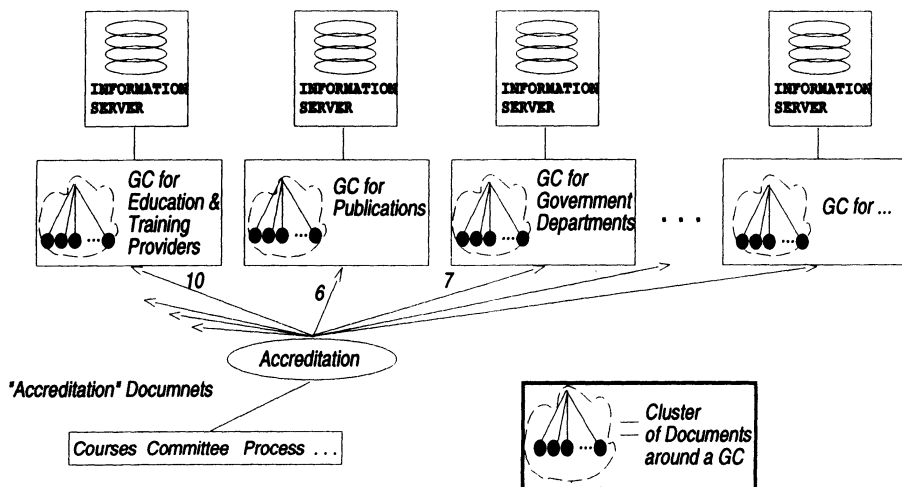 INFORMATION
SERVER
INFORMATION
SERVER
INFORMATION
SERVER
INFORMATION
SERVER
GC for
Education &
Training
Providers
GC for
Publications
GC for
Government
Departments
. . .
GC for ...
10
6
7
Accreditation
"Accreditation" Documnets
Courses Committee Process ...
Cluster
of Documents
around a GC